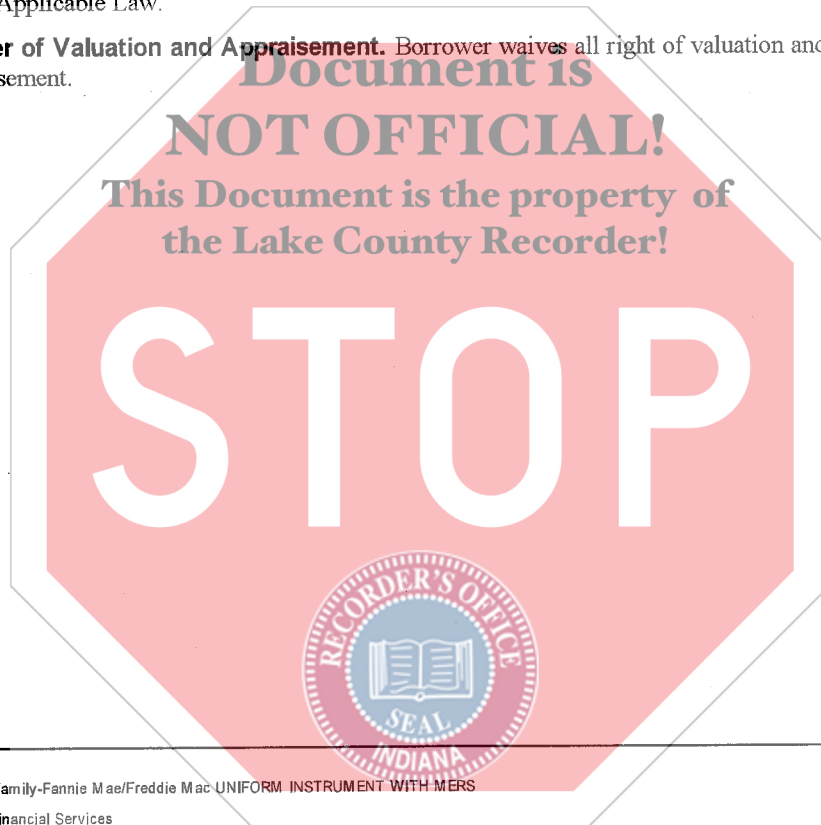 Applicable Law.
er of Valuation and Appraisement. Borrower waives all right of valuation and
sement.
Document is
NOT OFFICIAL!
This Document is the property of
the Lake County Recorder!
STOP
RECORDER'S OFFICE
SEAL
INDIANA
amily-Fannie Mae/Freddie Mac UNIFORM INSTRUMENT WITH MERS
inancial Services